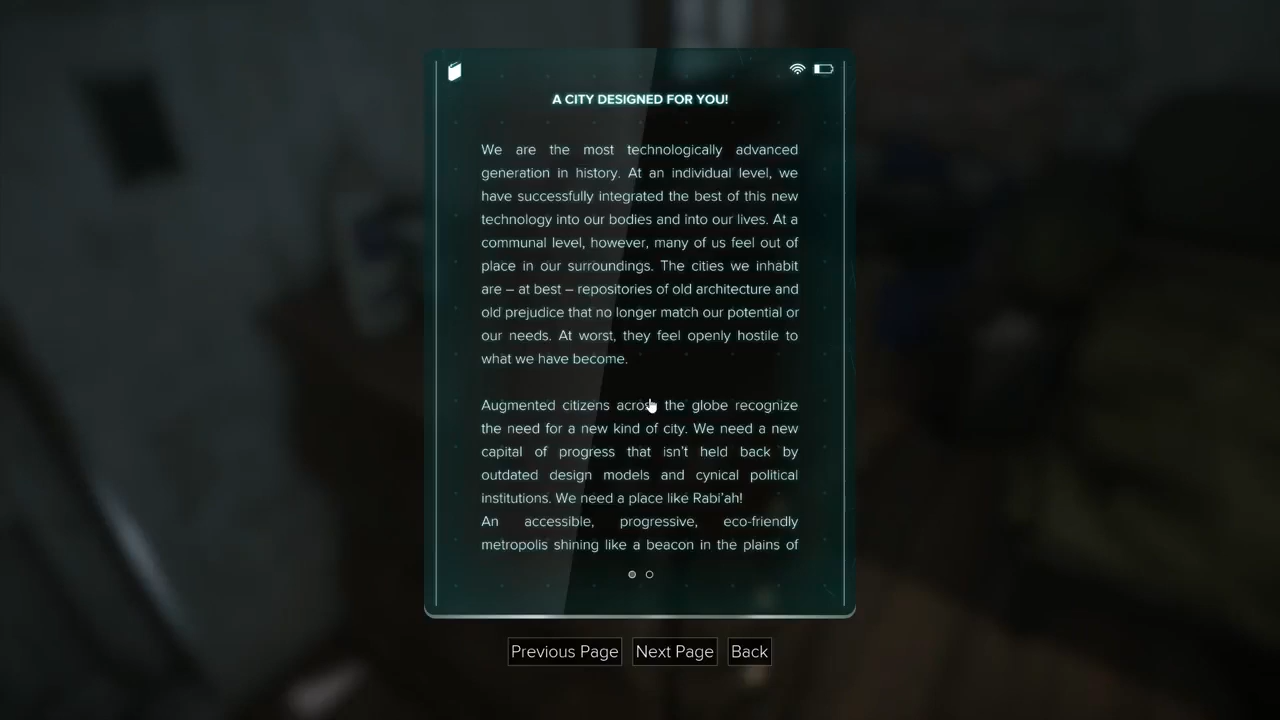 A CITY DESIGNED FOR YOU!
We are the most technologically advanced
generation in history. At an individual level, we
have successfully integrated the best of this new
technology into our bodies and into our lives. At a
communal level, however, many of us feel out of
place in our surroundings. The cities we inhabit
are – at best – repositories of old architecture and
old prejudice that no longer match our potential or
our needs. At worst, they feel openly hostile to
what we have become.
Augmented citizens across the globe recognize
the need for a new kind of city. We need a new
capital of progress that isn't held back by
outdated design models and cynical political
institutions. We need a place like Rabi'ah!
An accessible, progressive, eco-friendly
metropolis shining like a beacon in the plains of
Previous Page Next Page Back